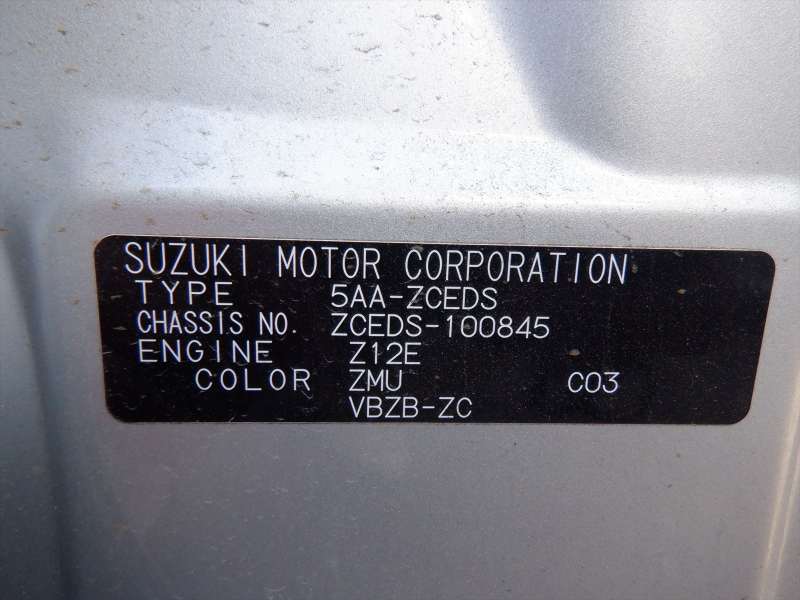 SUZUKI MOTOR CORPORATION
TYPE 5AA-ZCEDS
CHASSIS NO. ZCEDS-100845
ENGINE Z12E
COLOR ZMU C03
VBZB-ZC